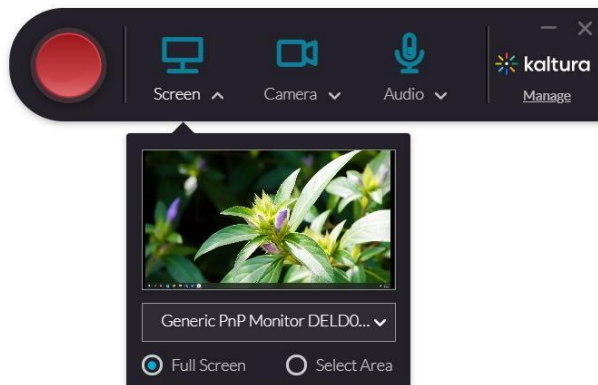 kaltura
Screen Camera Audio Manage
Generic PnP Monitor DELD0...
Full Screen Select Area